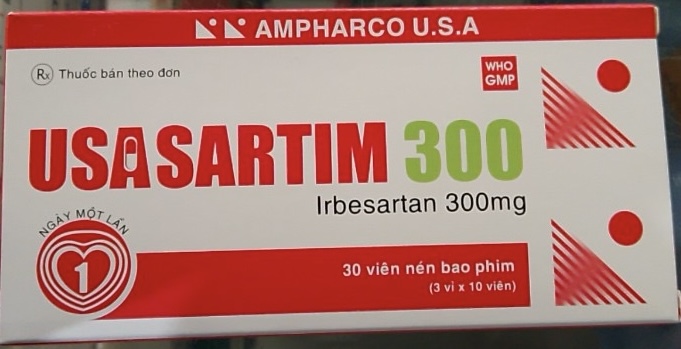 AMPHARCO U.S.A
Rx Thuốc bán theo đơn
WHO
GMP
USASARTIM 300
Irbesartan 300mg
NGÀY MỘT LẦN
1
30 viên nén bao phim
(3 vỉ x 10 viên)